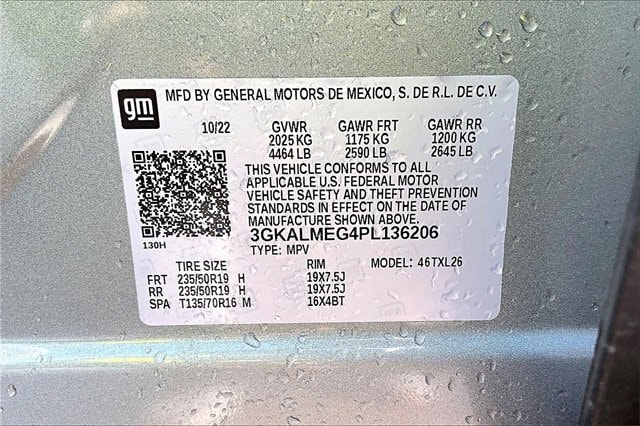 gm
MFD BY GENERAL MOTORS DE MEXICO, S. DE R.L. DE C.V.
10/22 GVWR GAWR FRT GAWR RR
2025 KG 1175 KG 1200 KG
4464 LB 2590 LB 2645 LB
THIS VEHICLE CONFORMS TO ALL
APPLICABLE U.S. FEDERAL MOTOR
VEHICLE SAFETY AND THEFT PREVENTION
STANDARDS IN EFFECT ON THE DATE OF
MANUFACTURE SHOWN ABOVE.
3GKALMEG4PL136206
130H
TYPE: MPV
TIRE SIZE RIM MODEL: 46TXL26
FRT 235/50R19 H 19X7.5J
RR 235/50R19 H 19X7.5J
SPA T135/70R16 M 16X4BT